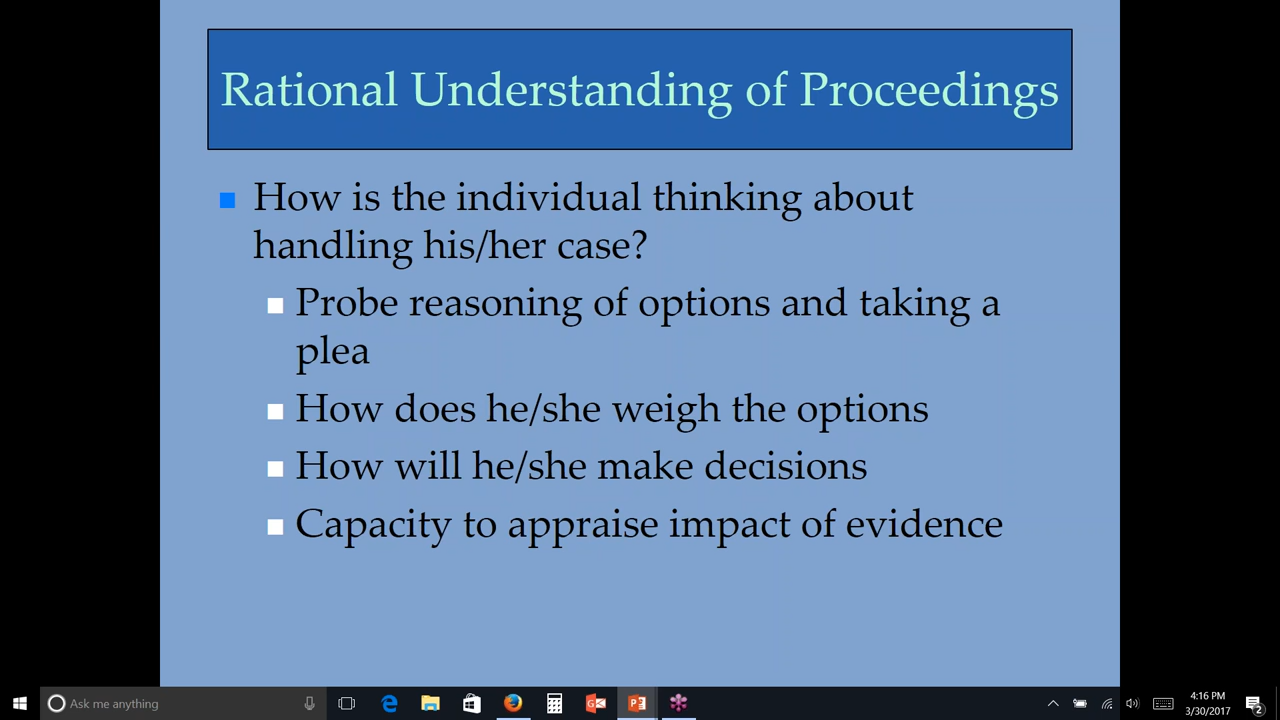 Rational Understanding of Proceedings
How is the individual thinking about
handling his/her case?
Probe reasoning of options and taking a
plea
How does he/she weigh the options
How will he/she make decisions
Capacity to appraise impact of evidence
Ask me anything
4:16 PM
3/30/2017
2